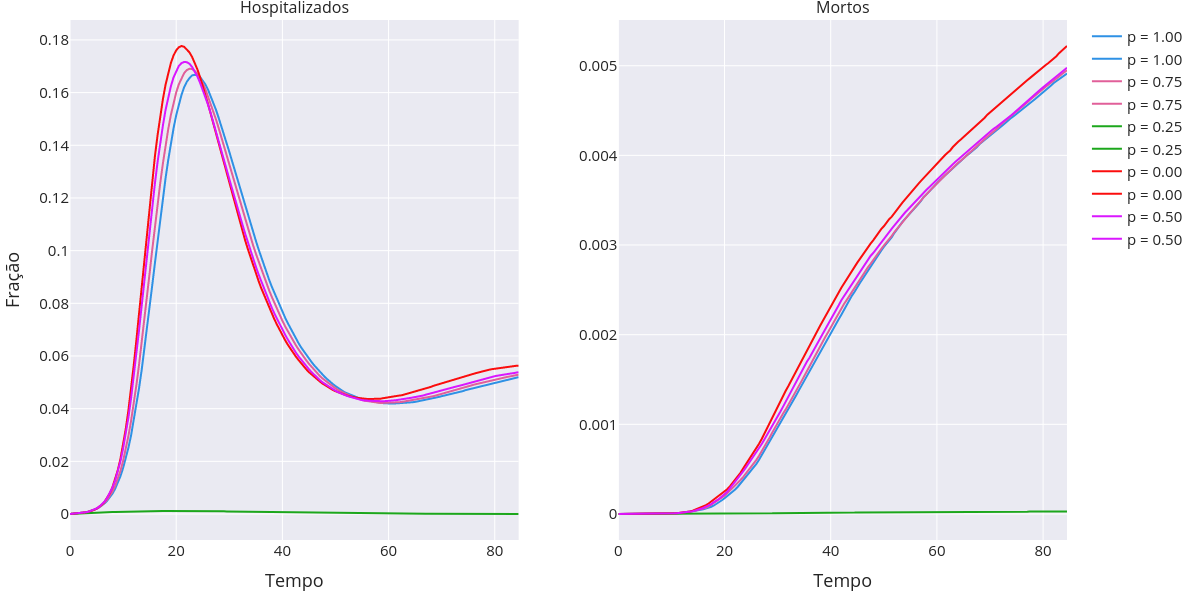 Hospitalizados
Mortos
0.18
0.16
0.14
0.12
0.1
0.08
0.06
0.04
0.02
0
Fração
0 20 40 60 80
Tempo
0.005
0.004
0.003
0.002
0.001
0
0 20 40 60 80
Tempo
p = 1.00
p = 1.00
p = 0.75
p = 0.75
p = 0.25
p = 0.25
p = 0.00
p = 0.00
p = 0.50
p = 0.50